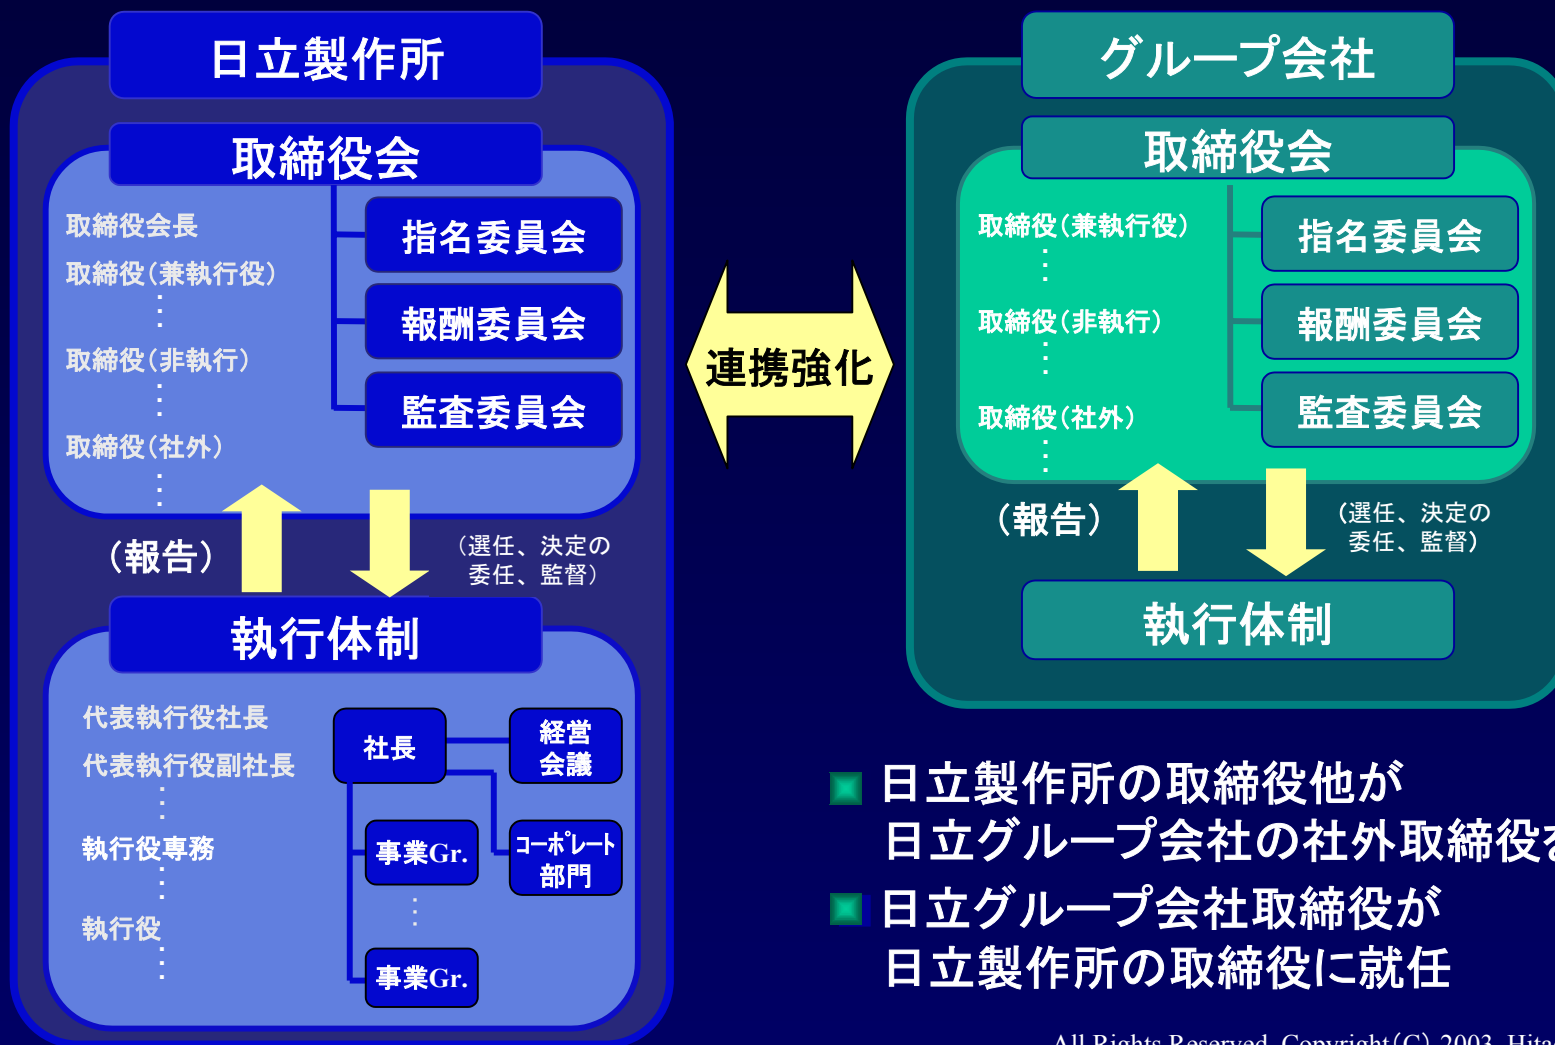 日立製作所
取締役会
取締役会長
取締役(兼執行役)
取締役(非執行)
取締役(社外)
指名委員会
報酬委員会
監査委員会
(報告)
(選任、決定の
委任、監督)
執行体制
代表執行役社長
代表執行役副社長
執行役専務
執行役
社長
経営
会議
事業Gr.
コーポレート
部門
事業Gr.
連携強化
グループ会社
取締役会
取締役(兼執行役)
取締役(非執行)
取締役(社外)
指名委員会
報酬委員会
監査委員会
(報告)
(選任、決定の
委任、監督)
執行体制
日立製作所の取締役他が
日立グループ会社の社外取締役を
日立グループ会社取締役が
日立製作所の取締役に就任
All Rights Reserved, Copyright(C) 2003, Hita